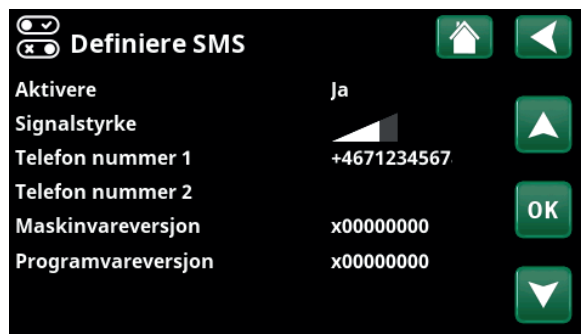 Definiere SMS
Aktivere Ja
Signalstyrke
Telefon nummer 1 +4671234567
Telefon nummer 2
Maskinvareversjon x00000000
OK
Programvareversjon x00000000